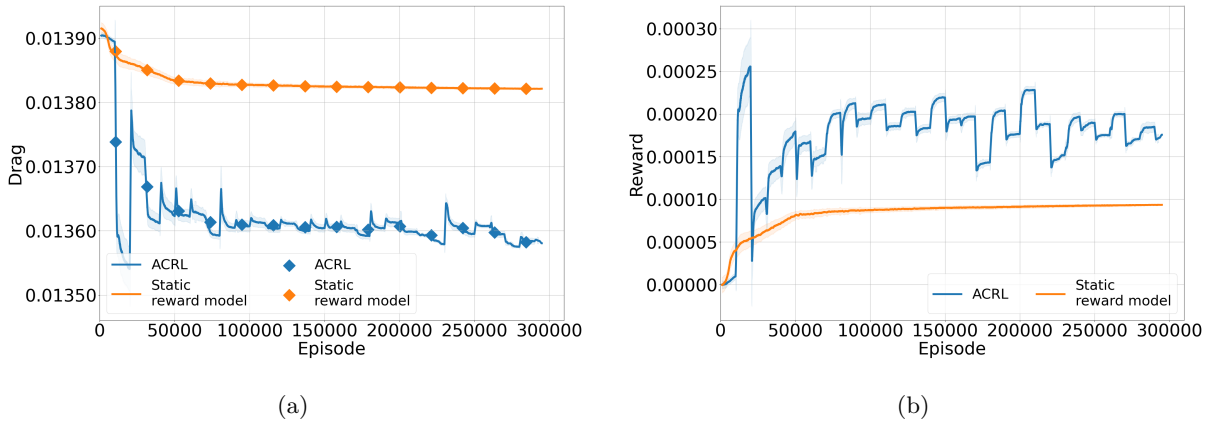 0.01390
0.01380
0.01370
0.01360
0.01350
Drag
0 50000 100000 150000 200000 250000 300000
Episode
ACRL
Static
reward model
ACRL
Static
reward model
(a)
0.00030
0.00025
0.00020
0.00015
0.00010
0.00005
0.00000
Reward
0 50000 100000 150000 200000 250000 300000
Episode
ACRL
Static
reward model
(b)